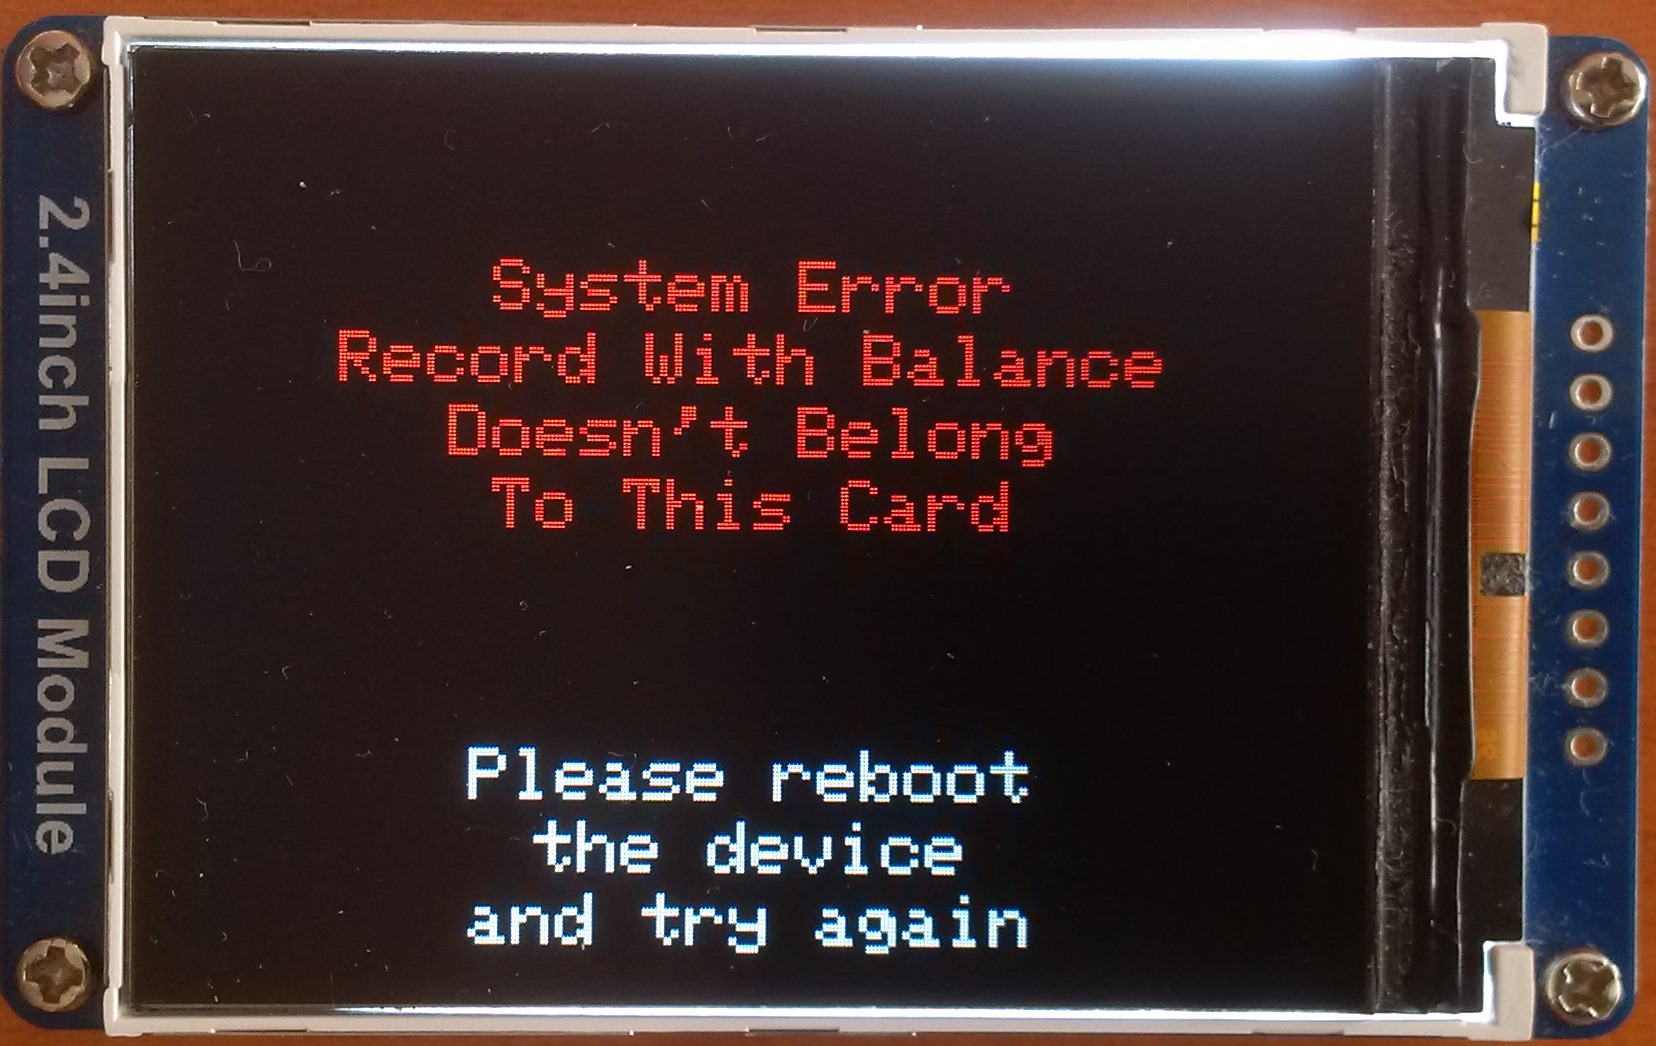 System Error
Record With Balance
Doesn't Belong
To This Card
Please reboot
the device
and try again
2.4inch LCD Module